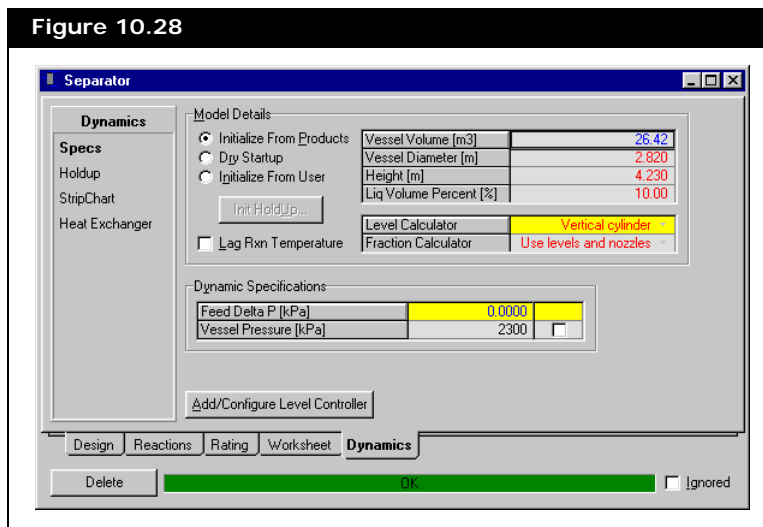 Figure 10.28
Separator
Dynamics
Specs
Holdup
StripChart
Heat Exchanger
Model Details
Initialize From Products
Dry Startup
Initialize From User
Init HoldUp...
Lag Rxn Temperature
Vessel Volume [m3] 26.42
Vessel Diameter [m] 2.820
Height [m] 4.230
Liq Volume Percent [%] 10.00
Level Calculator Vertical cylinder
Fraction Calculator Use levels and nozzles
Dynamic Specifications
Feed Delta P [kPa] 0.0000
Vessel Pressure [kPa] 2300
Add/Configure Level Controller
Design Reactions Rating Worksheet Dynamics
Delete OK Ignored